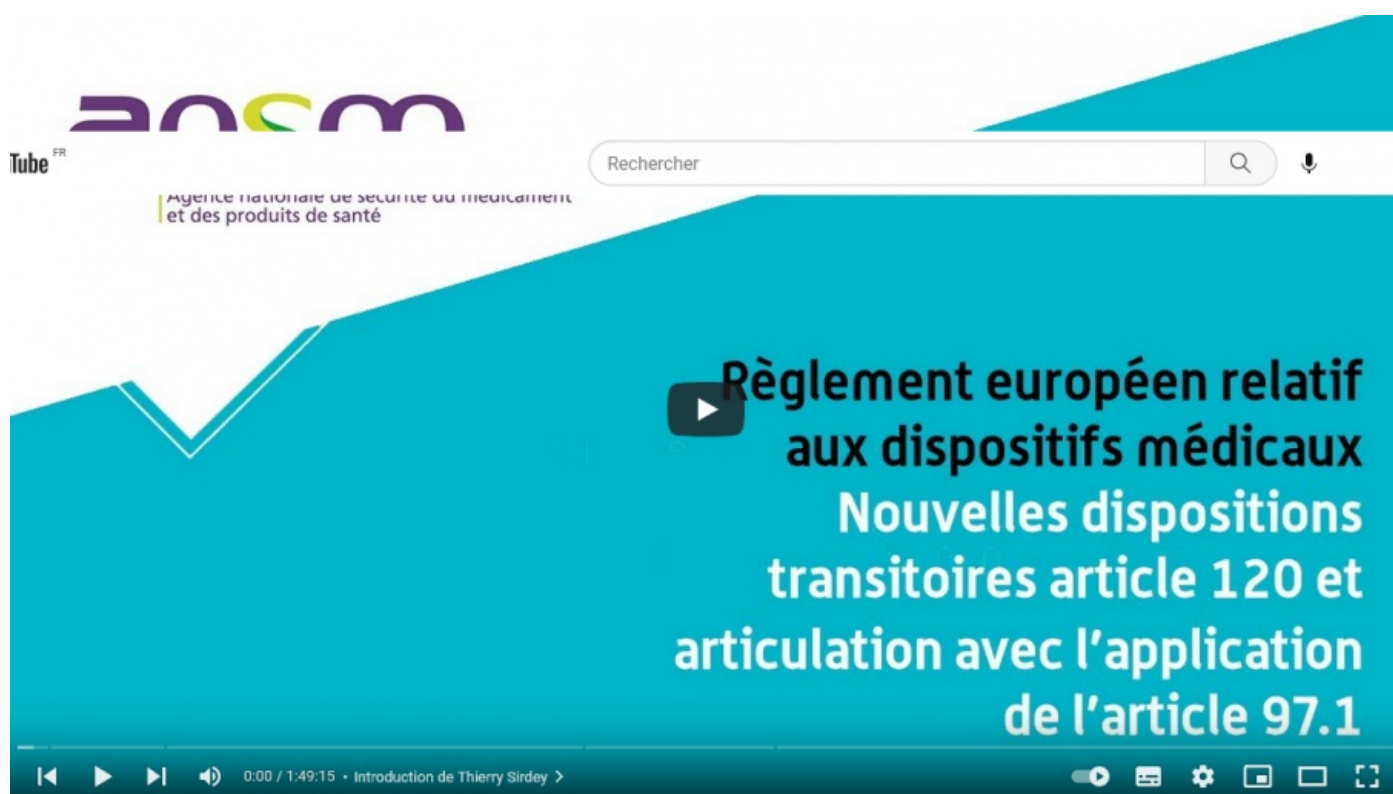 ansm
Tube FR
Rechercher
Agence nationale de sécurité du médicament
et des produits de santé
Règlement européen relatif
aux dispositifs médicaux
Nouvelles dispositions
transitoires article 120 et
articulation avec l’application
de l’article 97.1
0:00 / 1:49:15 • Introduction de Thierry Sirdey >